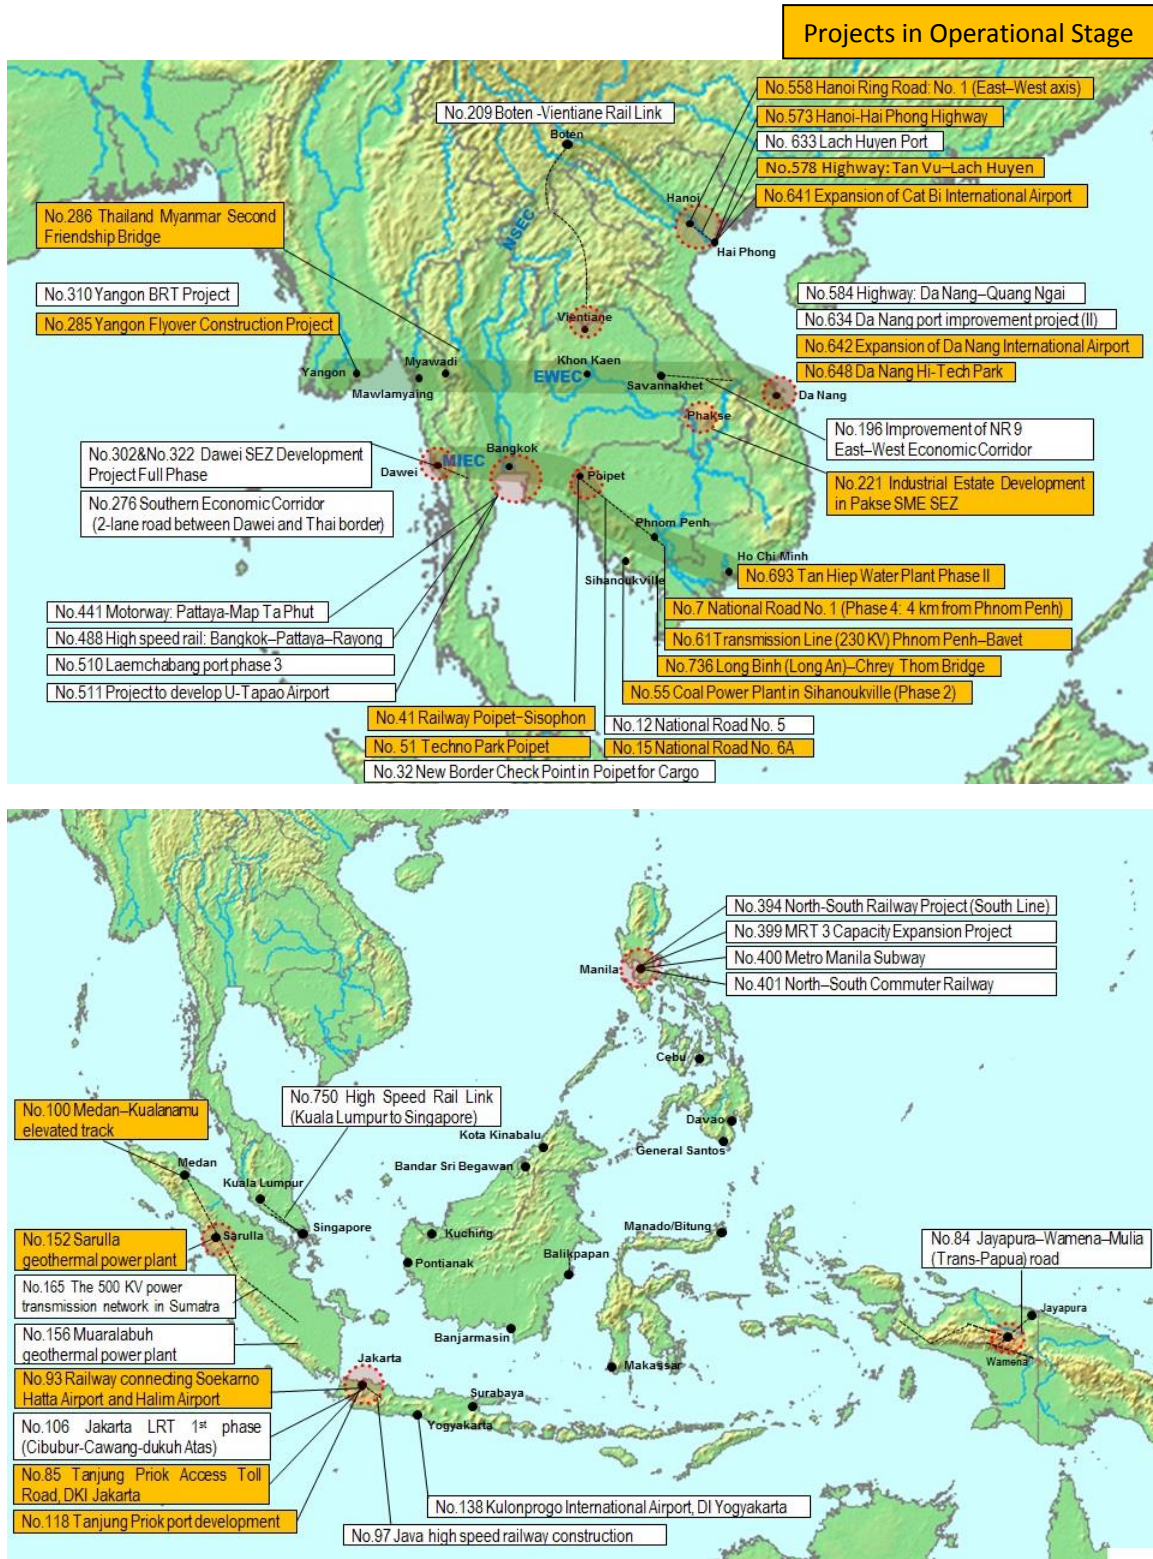 Projects in Operational Stage
No.558 Hanoi Ring Road: No. 1 (East–West axis)
No.573 Hanoi-Hai Phong Highway
No. 633 Lach Huyen Port
No.578 Highway: Tan Vu–Lach Huyen
No.641 Expansion of Cat Bi International Airport
No.209 Boten -Vientiane Rail Link
Boten
Hanoi
Hai Phong
NSEC
No.286 Thailand Myanmar Second
Friendship Bridge
No.310 Yangon BRT Project
No.285 Yangon Flyover Construction Project
No.584 Highway: Da Nang–Quang Ngai
No.634 Da Nang port improvement project (II)
No.642 Expansion of Da Nang International Airport
No.648 Da Nang Hi-Tech Park
Vientiane
Yangon
Myawadi
Mawlamyaing
Khon Kaen
EWEC
Savannakhet
Da Nang
Phakse
No.196 Improvement of NR 9
East–West Economic Corridor
No.221 Industrial Estate Development
in Pakse SME SEZ
No.302&No.322 Dawei SEZ Development
Project Full Phase
No.276 Southern Economic Corridor
(2-lane road between Dawei and Thai border)
Dawei
MIEC
Bangkok
Poipet
Phnom Penh
Sihanoukville
Ho Chi Minh
No.693 Tan Hiep Water Plant Phase II
No.7 National Road No. 1 (Phase 4: 4 km from Phnom Penh)
No.61 Transmission Line (230 KV) Phnom Penh–Bavet
No.736 Long Binh (Long An)–Chrey Thom Bridge
No.55 Coal Power Plant in Sihanoukville (Phase 2)
No.441 Motorway: Pattaya-Map Ta Phut
No.488 High speed rail: Bangkok–Pattaya–Rayong
No.510 Laemchabang port phase 3
No.511 Project to develop U-Tapao Airport
No.41 Railway Poipet–Sisophon
No.12 National Road No. 5
No. 51 Techno Park Poipet
No.15 National Road No. 6A
No.32 New Border Check Point in Poipet for Cargo
No.394 North-South Railway Project (South Line)
No.399 MRT 3 Capacity Expansion Project
No.400 Metro Manila Subway
No.401 North–South Commuter Railway
Manila
Cebu
Davao
General Santos
No.750 High Speed Rail Link
(Kuala Lumpur to Singapore)
No.100 Medan–Kualanamu
elevated track
Medan
Kuala Lumpur
Singapore
Kota Kinabalu
Bandar Sri Begawan
Kuching
Pontianak
Balikpapan
Banjarmasin
Manado/Bitung
Makassar
No.84 Jayapura–Wamena–Mulia
(Trans-Papua) road
Jayapura
Wamena
No.152 Sarulla
geothermal power plant
Sarulla
No.165 The 500 KV power
transmission network in Sumatra
No.156 Muaralabuh
geothermal power plant
Jakarta
No.93 Railway connecting Soekarno
Hatta Airport and Halim Airport
No.106 Jakarta LRT 1st phase
(Cibubur-Cawang-dukuh Atas)
No.85 Tanjung Priok Access Toll
Road, DKI Jakarta
No.118 Tanjung Priok port development
Surabaya
Yogyakarta
No.138 Kulonprogo International Airport, DI Yogyakarta
No.97 Java high speed railway construction